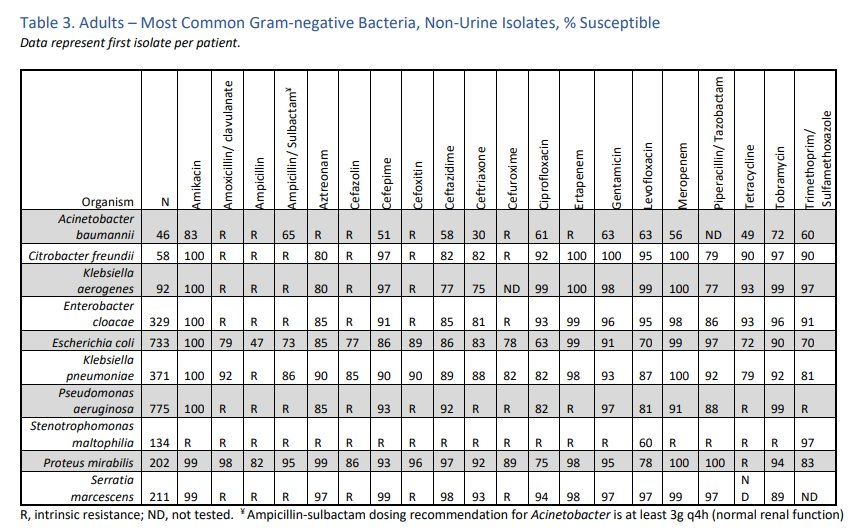 Table 3. Adults – Most Common Gram-negative Bacteria, Non-Urine Isolates, % Susceptible
Data represent first isolate per patient.
Organism N Amikacin Amoxicillin/ clavulanate Ampicillin Ampicillin/ Sulbactam¥ Aztreonam Cefazolin Cefepime Cefoxitin Ceftazidime Ceftriaxone Cefuroxime Ciprofloxacin Ertapenem Gentamicin Levofloxacin Meropenem Piperacillin/ Tazobactam Tetracycline Tobramycin Trimethoprim/ Sulfamethoxazole
Acinetobacter
baumannii 46 83 R R 65 R R 51 R 58 30 R 61 R 63 63 56 ND 49 72 60
Citrobacter freundii 58 100 R R R 80 R 97 R 82 82 R 92 100 100 95 100 79 90 97 90
Klebsiella
aerogenes 92 100 R R R 80 R 97 R 77 75 ND 99 100 98 99 100 77 93 99 97
Enterobacter
cloacae 329 100 R R R 85 R 91 R 85 81 R 93 99 96 95 98 86 93 96 91
Escherichia coli 733 100 79 47 73 85 77 86 89 86 83 78 63 99 91 70 99 97 72 90 70
Klebsiella
pneumoniae 371 100 92 R 86 90 85 90 90 89 88 82 82 98 93 87 100 92 79 92 81
Pseudomonas
aeruginosa 775 100 R R R 85 R 93 R 92 R R 82 R 97 81 91 88 R 99 R
Stenotrophomonas
maltophilia 134 R R R R R R R R R R R R R R 60 R R R R 97
Proteus mirabilis 202 99 98 82 95 99 86 93 96 97 92 89 75 98 95 78 100 100 R 94 83
Serratia N
marcescens 211 99 R R R 97 R 99 R 98 93 R 94 98 97 97 99 97 D 89 ND
R, intrinsic resistance; ND, not tested. ¥ Ampicillin-sulbactam dosing recommendation for Acinetobacter is at least 3g q4h (normal renal function)